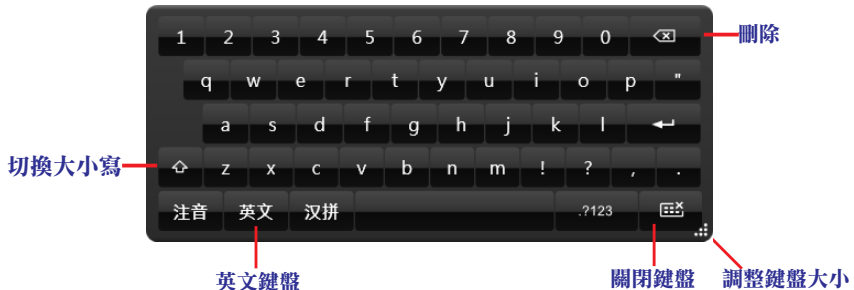 1 2 3 4 5 6 7 8 9 0
刪除
q w e r t y u i o p "
a s d f g h j k l
切換大小寫
z x c v b n m ! ? , .
注音 英文 汉拼 .?123
英文鍵盤
關閉鍵盤
調整鍵盤大小